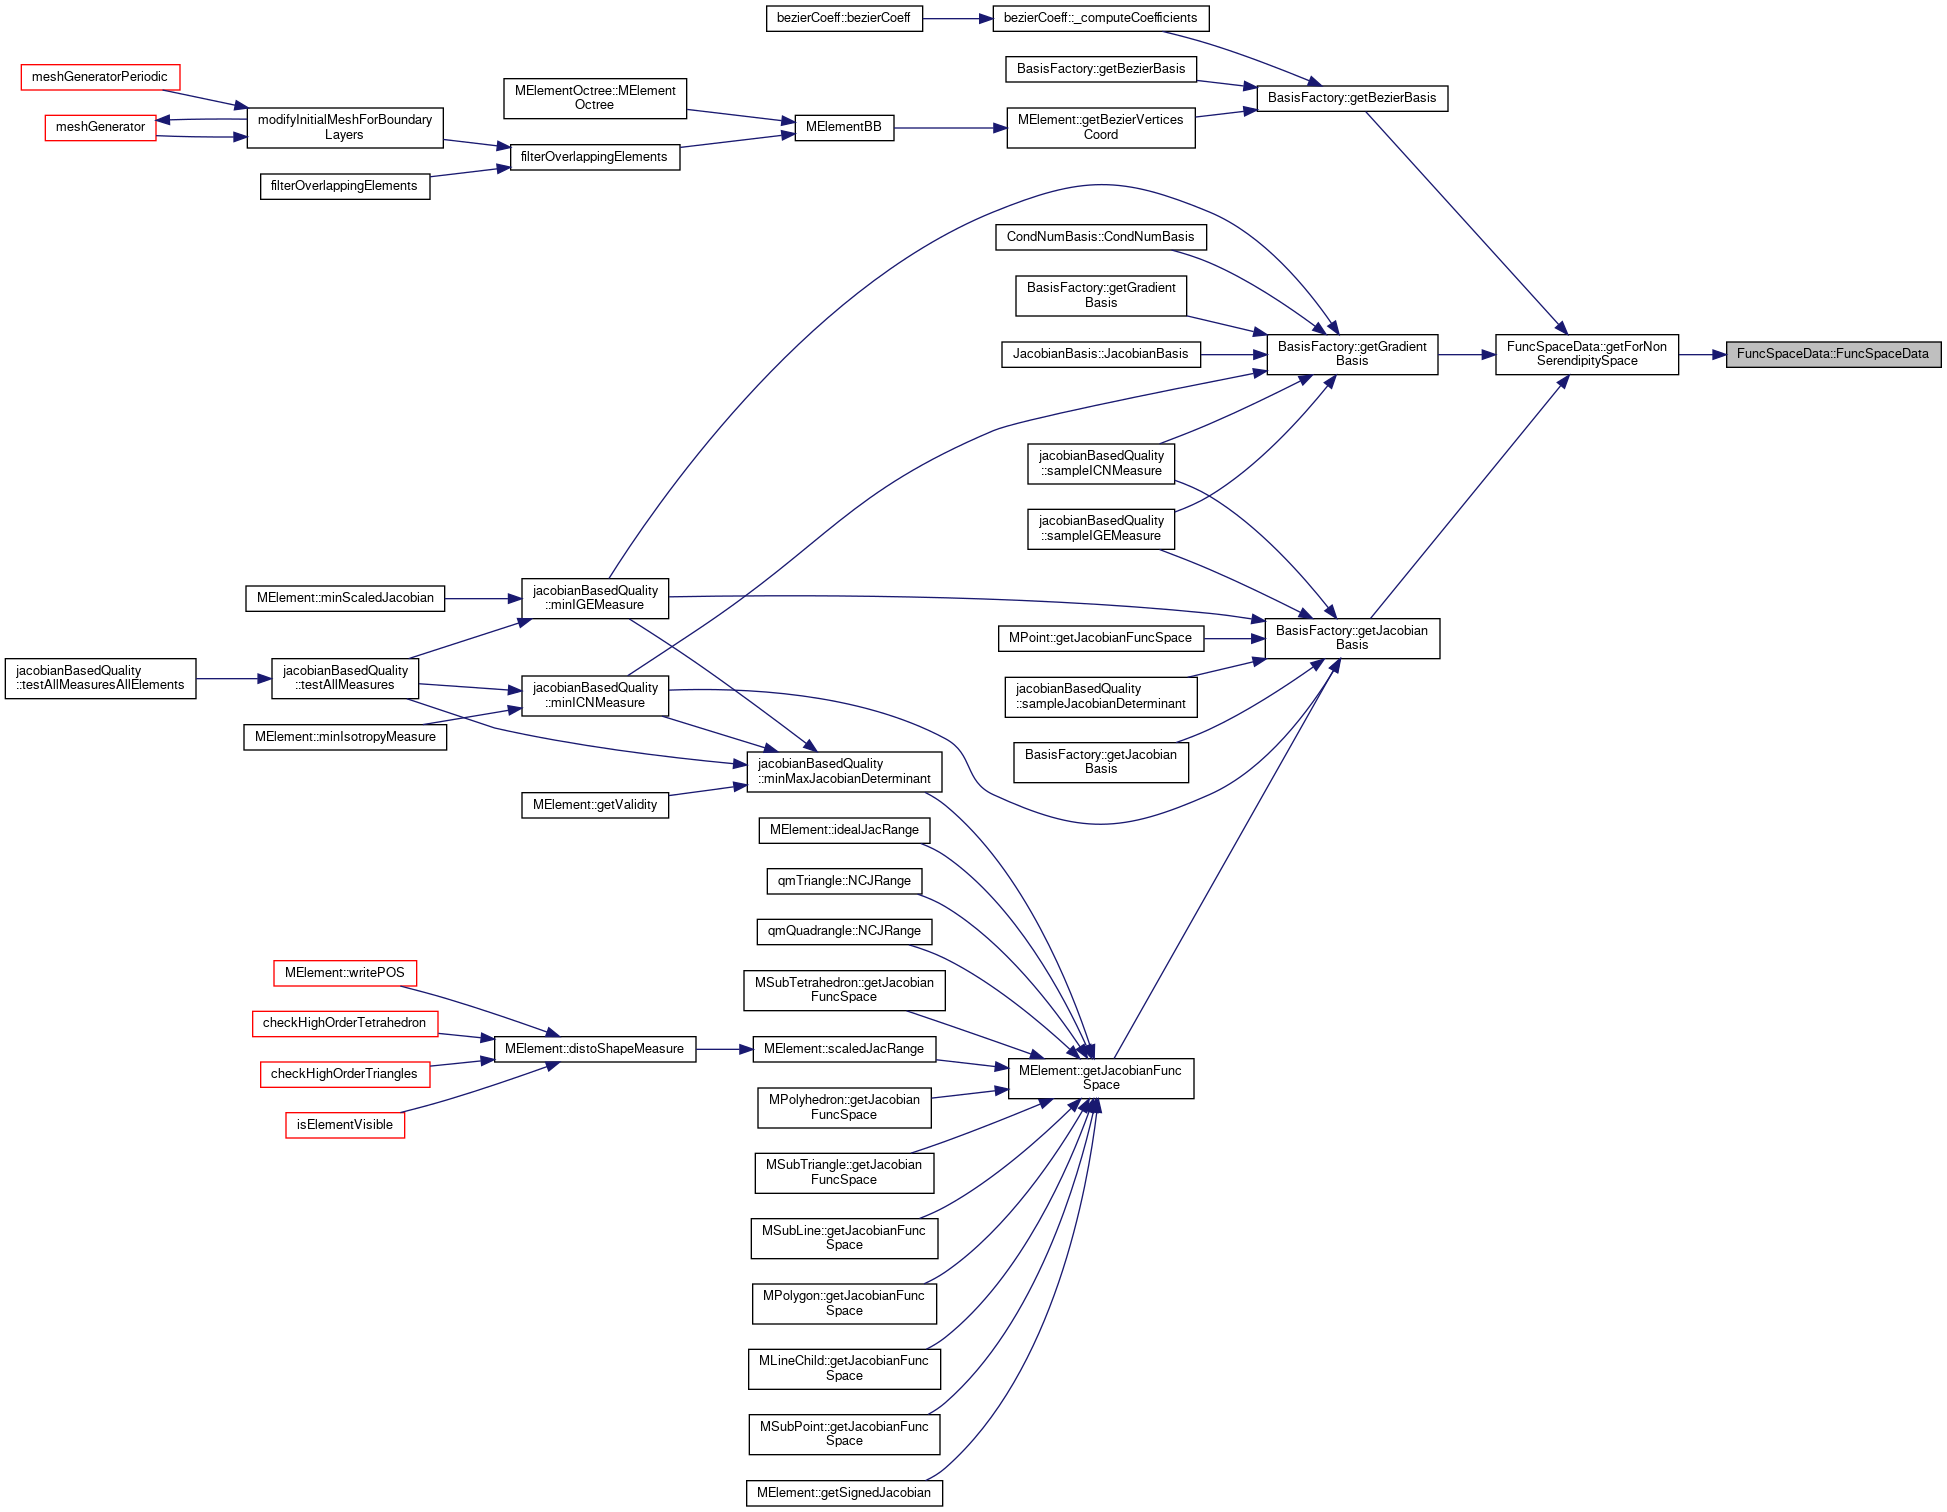 bezierCoeff::bezierCoeff
bezierCoeff::_computeCoefficients
meshGeneratorPeriodic
BasisFactory::getBezierBasis
MElementOctree::MElement
Octree
BasisFactory::getBezierBasis
meshGenerator
modifyInitialMeshForBoundary
Layers
MElementBB
MElement::getBezierVertices
Coord
filterOverlappingElements
filterOverlappingElements
CondNumBasis::CondNumBasis
BasisFactory::getGradient
Basis
JacobianBasis::JacobianBasis
BasisFactory::getGradient
Basis
FuncSpaceData::getForNon
SerendipitySpace
FuncSpaceData::FuncSpaceData
jacobianBasedQuality
::sampleICNMeasure
jacobianBasedQuality
::sampleIGEMeasure
MElement::minScaledJacobian
jacobianBasedQuality
::minIGEMeasure
MPoint::getJacobianFuncSpace
BasisFactory::getJacobian
Basis
jacobianBasedQuality
::testAllMeasuresAllElements
jacobianBasedQuality
::testAllMeasures
jacobianBasedQuality
::minICNMeasure
jacobianBasedQuality
::sampleJacobianDeterminant
MElement::minIsotropyMeasure
jacobianBasedQuality
::minMaxJacobianDeterminant
BasisFactory::getJacobian
Basis
MElement::getValidity
MElement::idealJacRange
qmTriangle::NCJRange
qmQuadrangle::NCJRange
MElement::writePOS
MSubTetrahedron::getJacobian
FuncSpace
checkHighOrderTetrahedron
MElement::distoShapeMeasure
MElement::scaledJacRange
checkHighOrderTriangles
MElement::getJacobianFunc
Space
MPolyhedron::getJacobian
FuncSpace
isElementVisible
MSubTriangle::getJacobian
FuncSpace
MSubLine::getJacobianFunc
Space
MPolygon::getJacobianFunc
Space
MLineChild::getJacobianFunc
Space
MSubPoint::getJacobianFunc
Space
MElement::getSignedJacobian